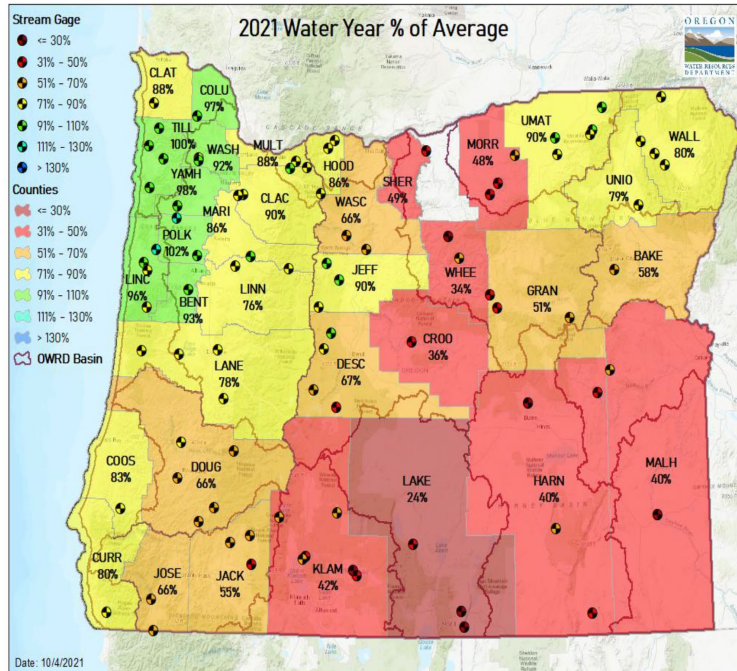 2021 Water Year % of Average
Stream Gage
<= 30%
31% - 50%
51% - 70%
71% - 90%
91% - 110%
111% - 130%
> 130%
Counties
<= 30%
31% - 50%
51% - 70%
71% - 90%
91% - 110%
111% - 130%
> 130%
OWRD Basin
OREGON
WATER RESOURCES
DEPARTMENT
CLAT
88%
COLU
97%
TILL
100%
WASH
92%
YAMH
98%
MULT
88%
HOOD
86%
CLAC
90%
MARI
86%
POLK
102%
LINC
96%
BENT
93%
LINN
76%
LANE
78%
WASC
66%
SHER
49%
MORR
48%
UMAT
90%
WALL
80%
UNIO
79%
BAKE
58%
JEFF
90%
WHEE
34%
GRAN
51%
CROO
36%
DESC
67%
COOS
83%
DOUG
66%
LAKE
24%
HARN
40%
MALH
40%
CURR
80%
JOSE
66%
JACK
55%
KLAM
42%
Date: 10/4/2021